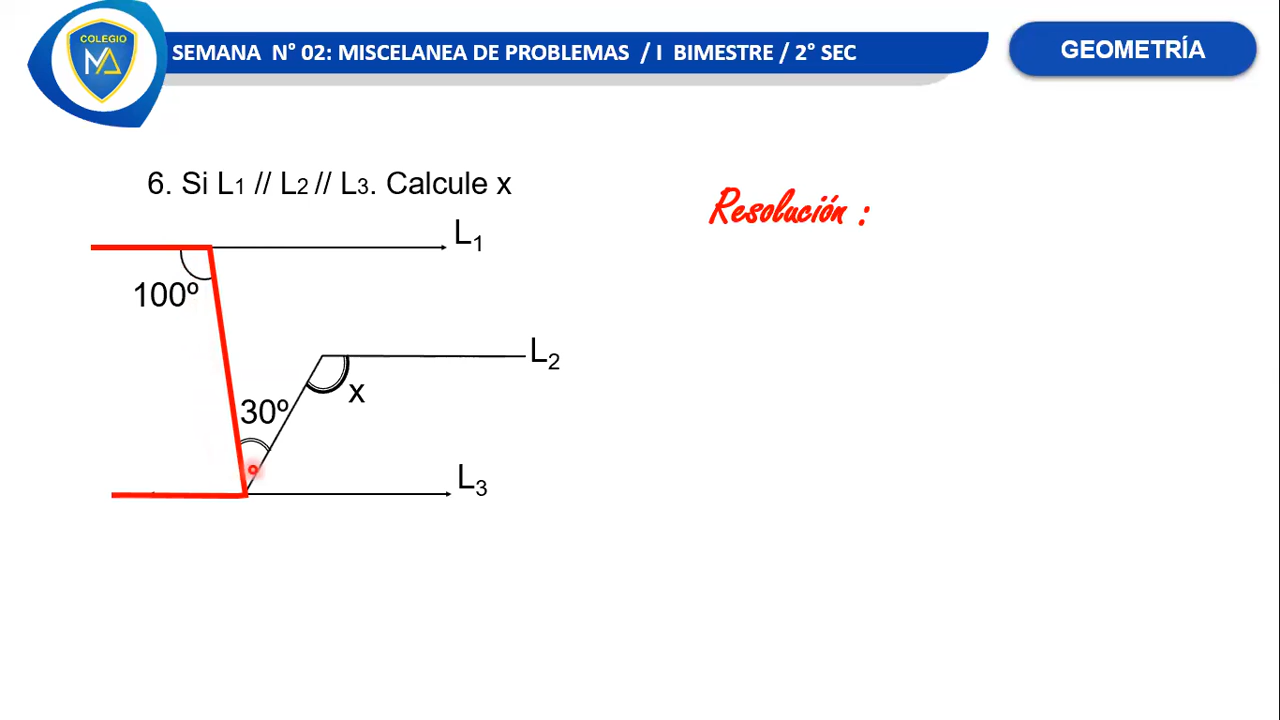 COLEGIO
SEMANA N° 02: MISCELANEA DE PROBLEMAS / I BIMESTRE / 2° SEC
GEOMETRÍA
6. Si L1 // L2 // L3. Calcule x
Resolución :
L1
100º
L2
x
30º
L3